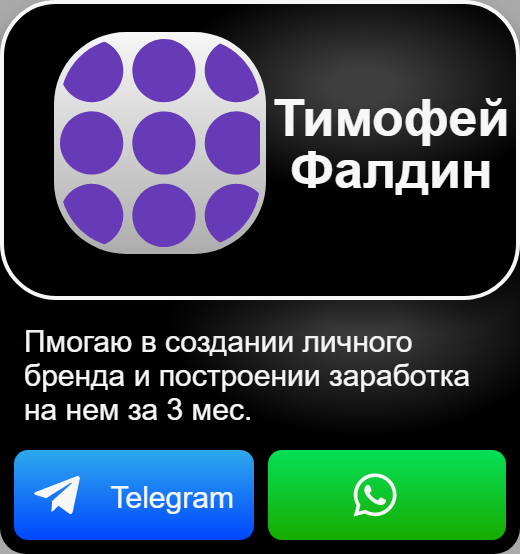 Тимофей
Фалдин
Пмогаю в создании личного
бренда и построении заработка
на нем за 3 мес.
Telegram